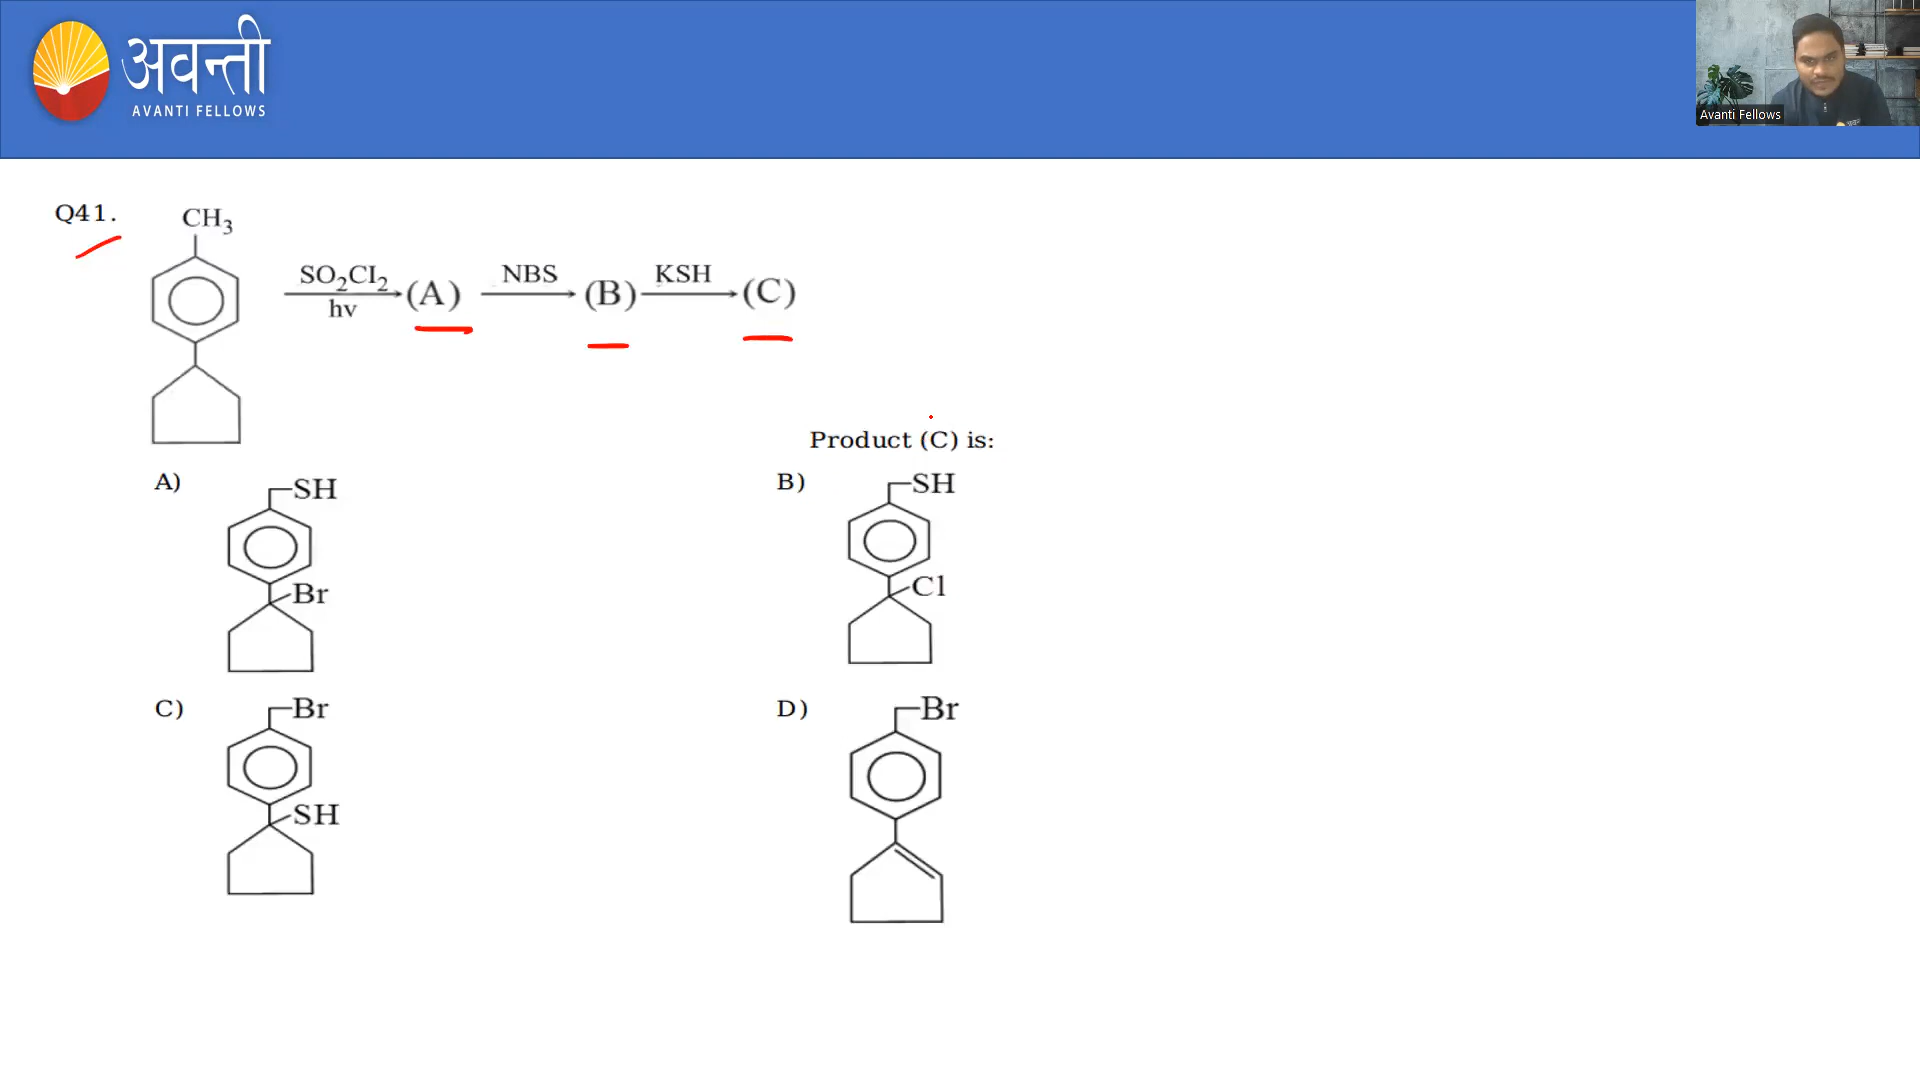 अवन्ती
AVANTI FELLOWS
Avanti Fellows
Q41.
CH3
SO2CI2
hv
(A)
NBS
(B)
KSH
(C)
Product (C) is:
A)
SH
Br
B)
SH
Cl
C)
Br
SH
D)
Br